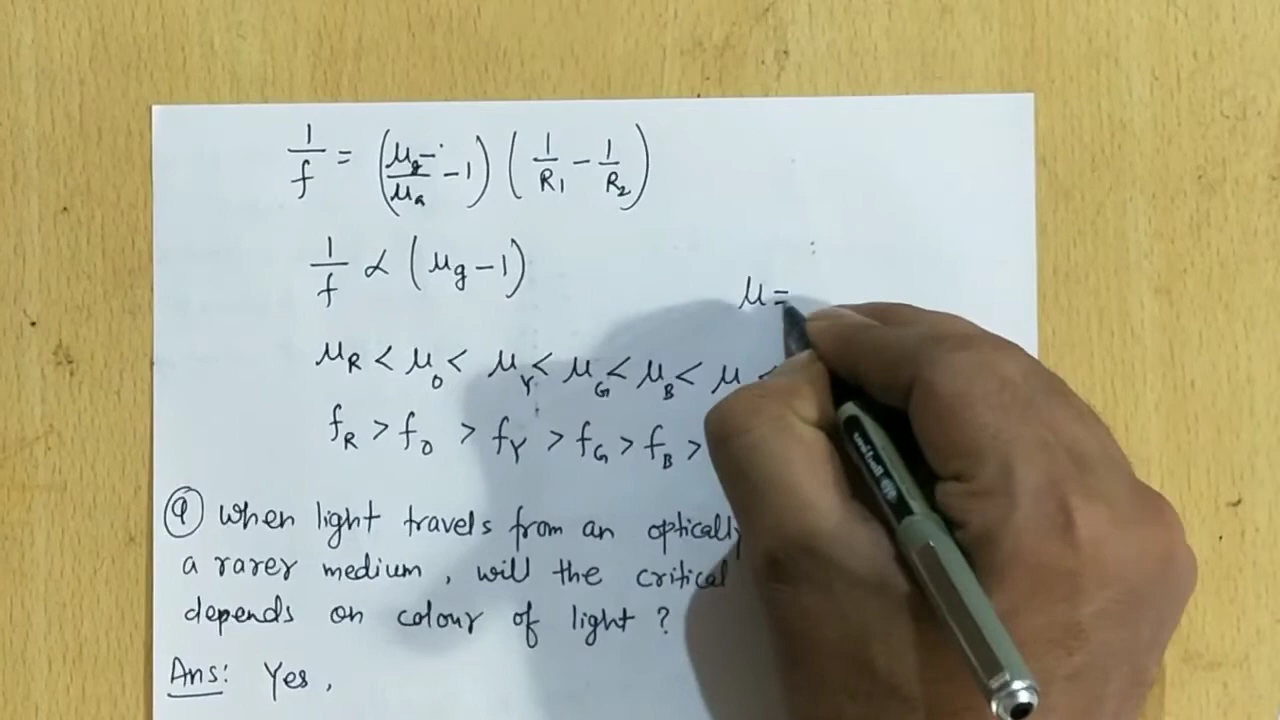 1/f = (μg/μa - 1) (1/R1 - 1/R2)
1/f ∝ (μg - 1)
μ =
μR < μO < μY < μG < μB < μ <
fR > fO > fY > fG > fB >
Q When light travels from an optically
a rarer medium, will the critical
depends on colour of light ?
Ans: Yes,
uniball